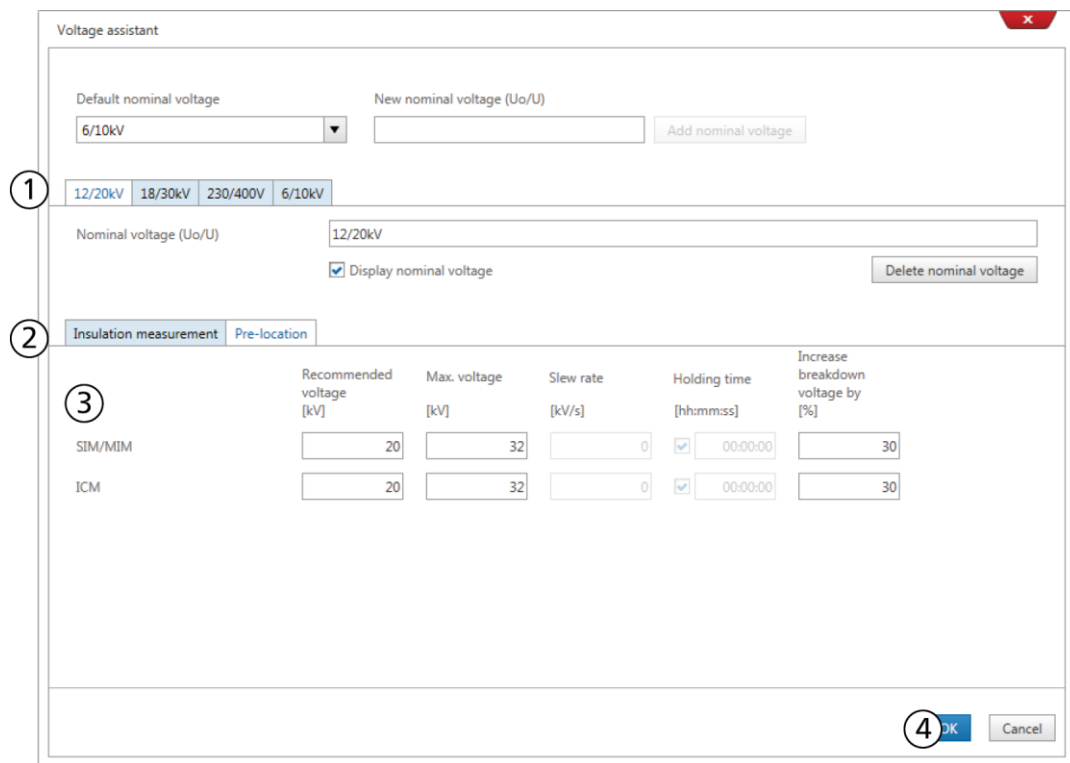 Voltage assistant
x
Default nominal voltage New nominal voltage (Uo/U)
6/10kV Add nominal voltage
1 12/20kV 18/30kV 230/400V 6/10kV
Nominal voltage (Uo/U) 12/20kV
Display nominal voltage Delete nominal voltage
2 Insulation measurement Pre-location
3
Recommended voltage [kV] Max. voltage [kV] Slew rate [kV/s] Holding time [hh:mm:ss] Increase breakdown voltage by [%]
SIM/MIM 20 32 0 00:00:00 30
ICM 20 32 0 00:00:00 30
4 OK Cancel